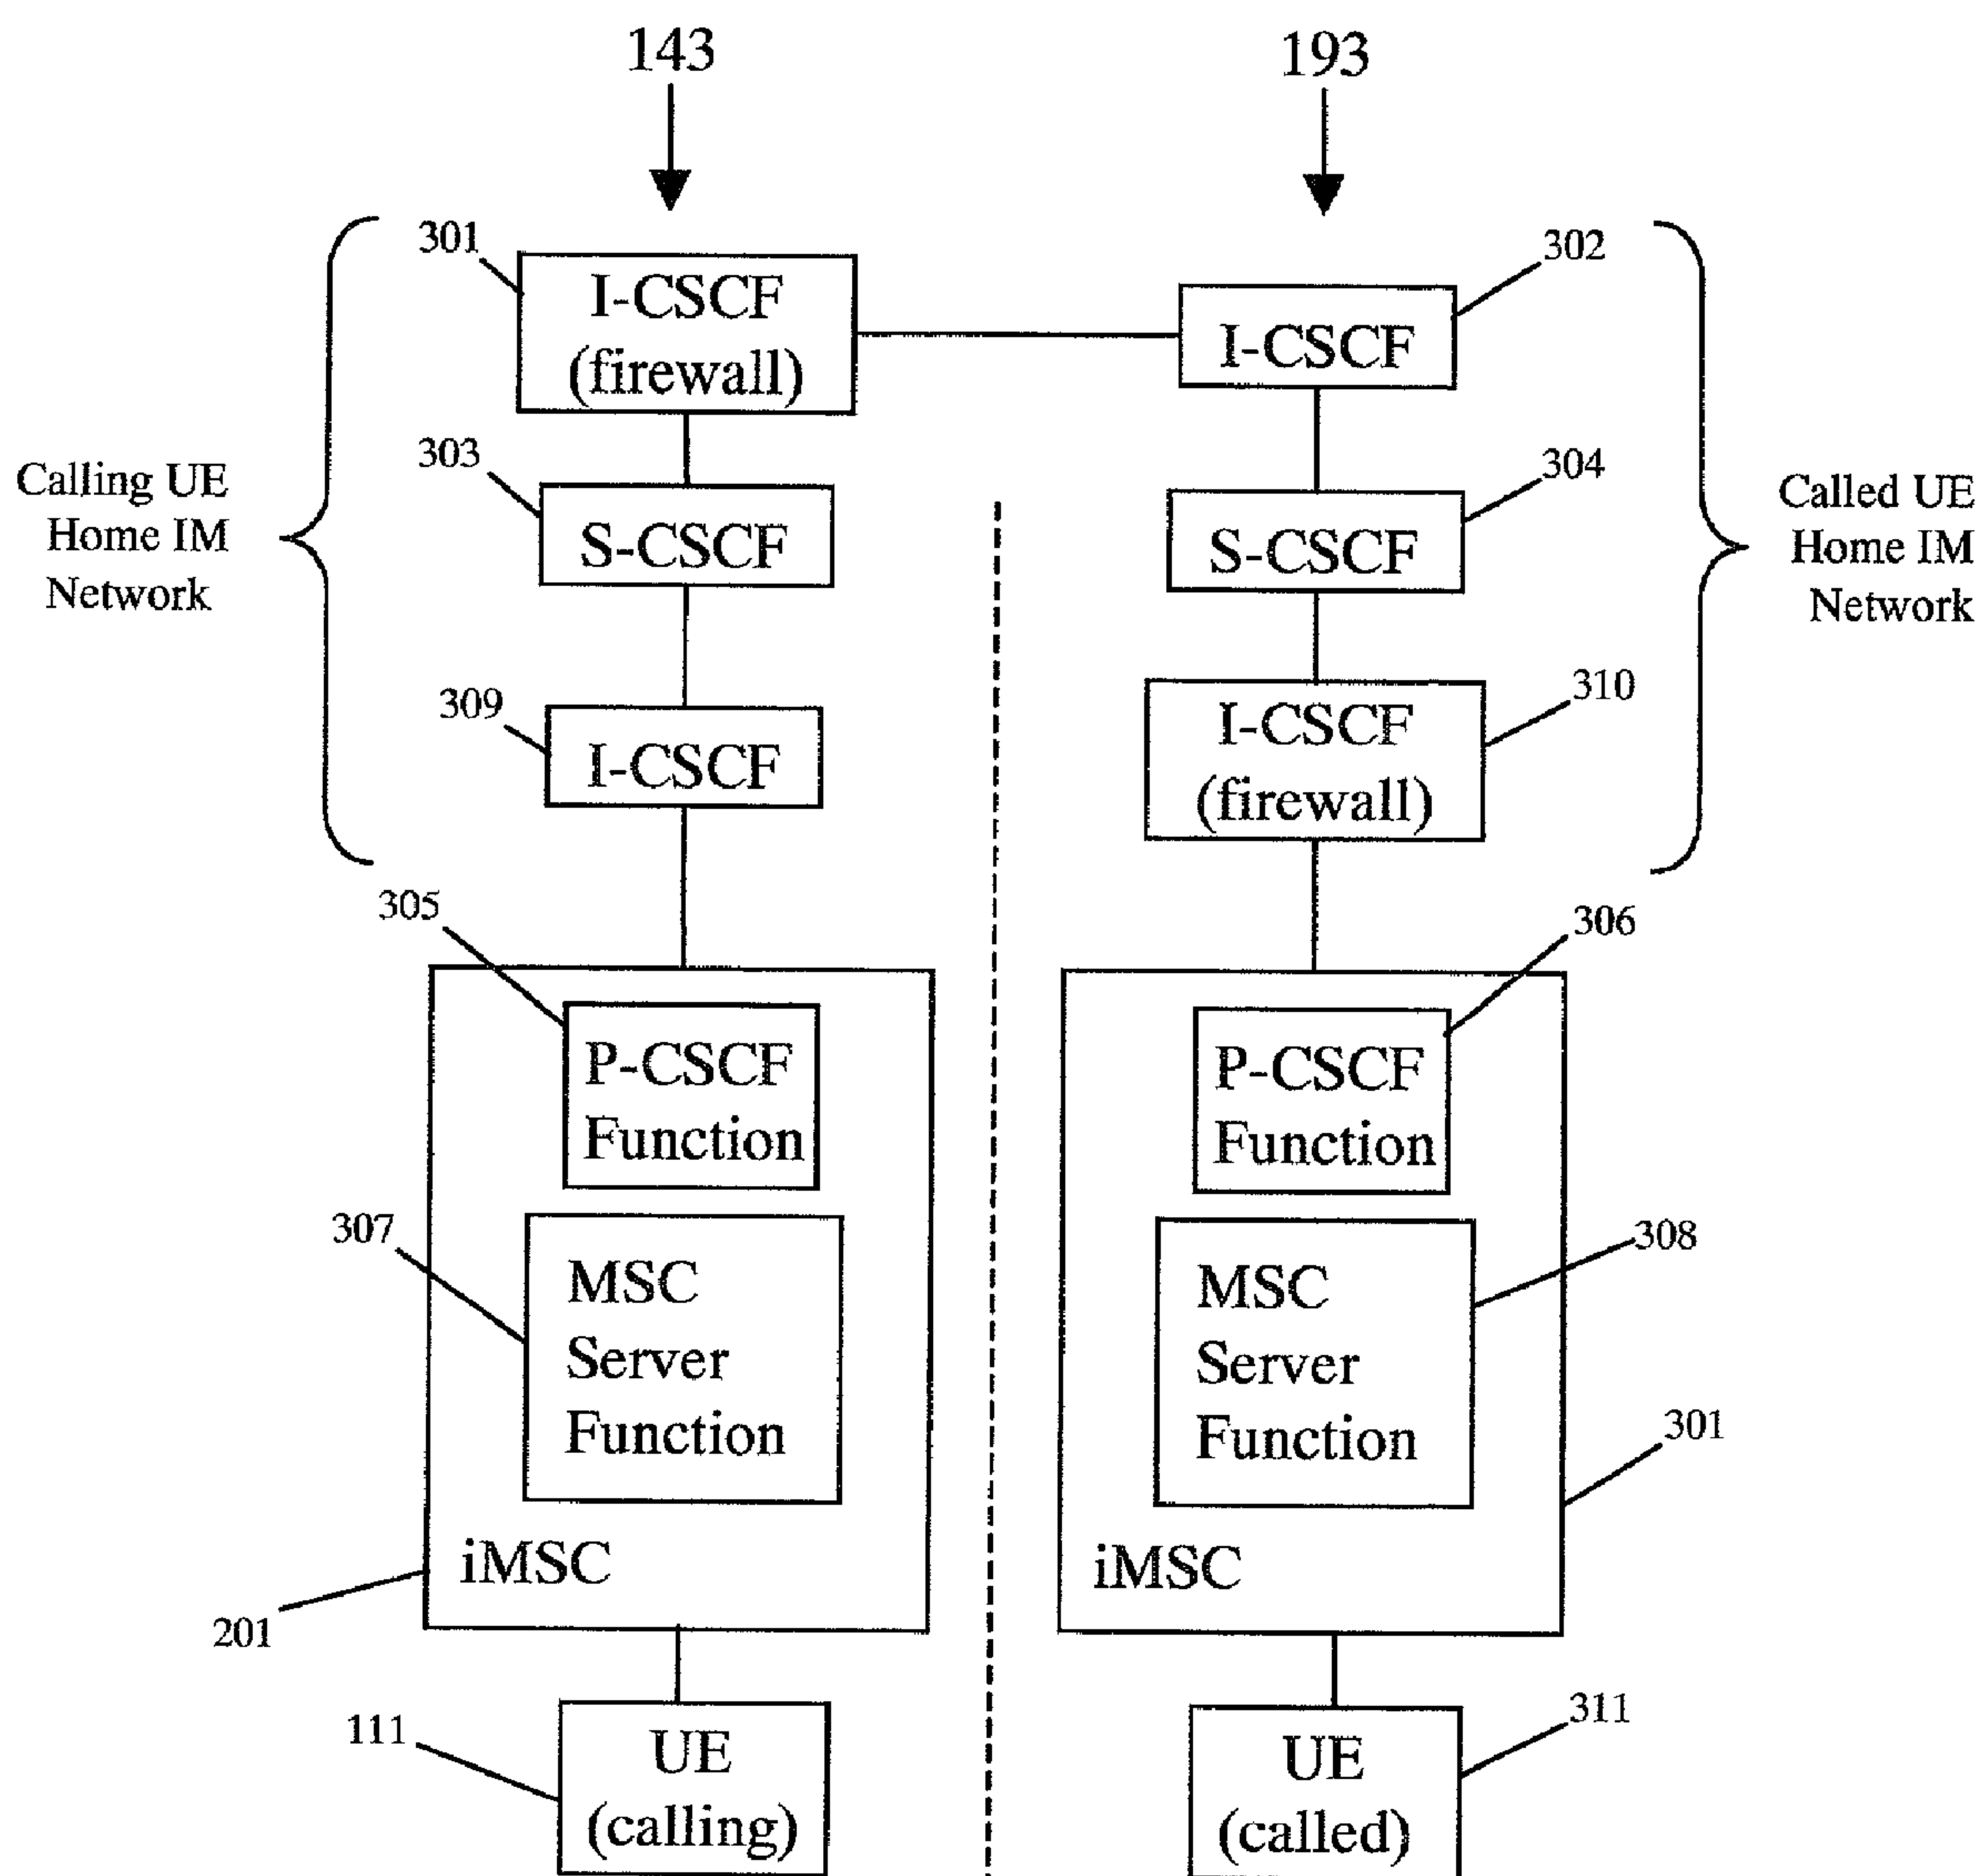 143
193
301
I-CSCF
(firewall)
302
I-CSCF
303
S-CSCF
304
S-CSCF
Calling UE
Home IM
Network
Called UE
Home IM
Network
309
I-CSCF
310
I-CSCF
(firewall)
305
P-CSCF
Function
306
P-CSCF
Function
307
MSC
Server
Function
308
MSC
Server
Function
301
iMSC
iMSC
201
111
UE
(calling)
311
UE
(called)